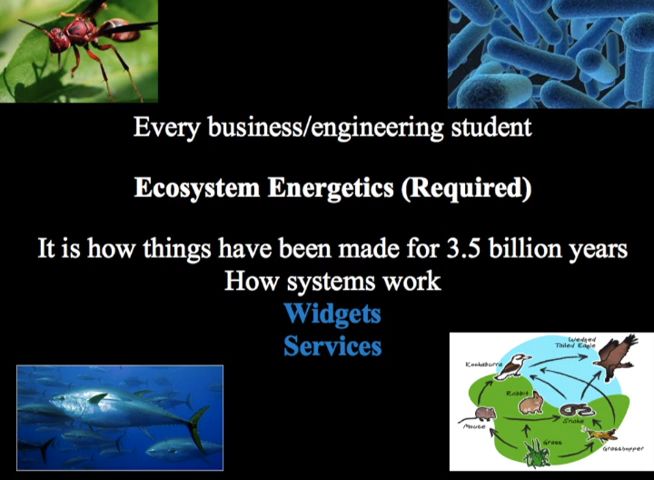 Every business/engineering student
Ecosystem Energetics (Required)
It is how things have been made for 3.5 billion years
How systems work
Widgets
Services
Wedged
Tailed Eagle
Kookaburra
Rabbit
Mouse
Snake
Grass
Grasshopper